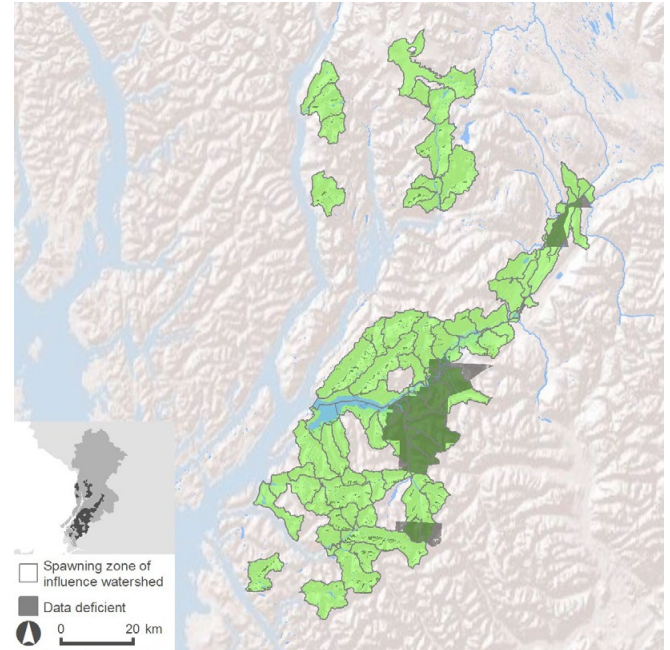 Spawning zone of
influence watershed
Data deficient
0 20 km